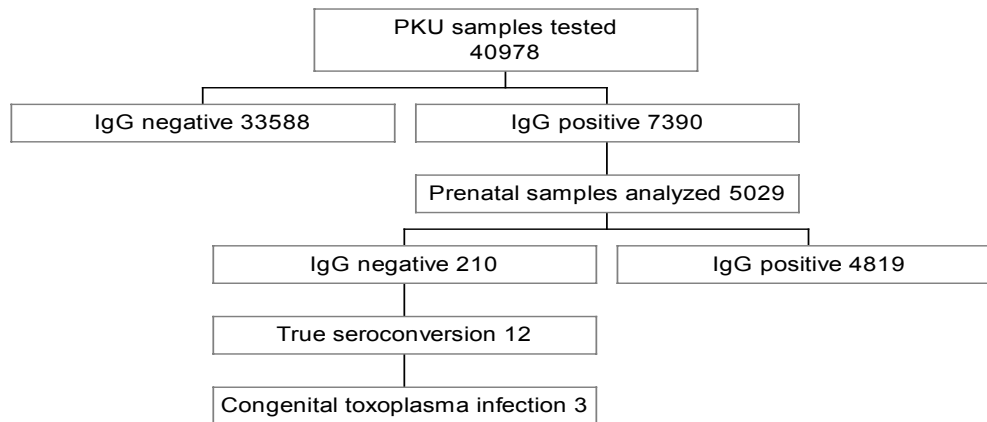 PKU samples tested
40978
IgG negative 33588
IgG positive 7390
Prenatal samples analyzed 5029
IgG negative 210
IgG positive 4819
True seroconversion 12
Congenital toxoplasma infection 3